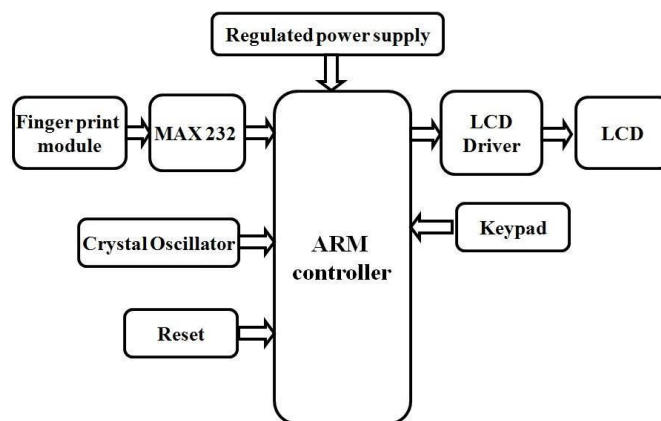 Regulated power supply
Finger print
module
MAX 232
LCD
Driver
LCD
Crystal Oscillator
ARM
controller
Keypad
Reset